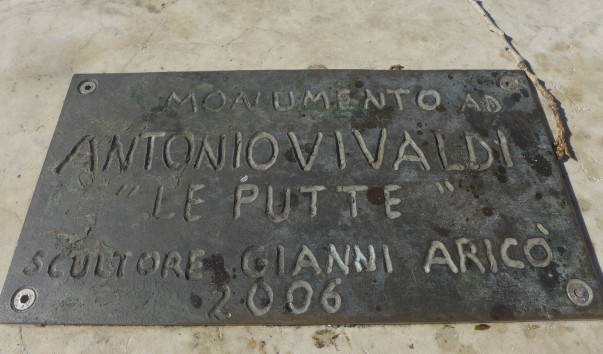 MONUMENTO AD
ANTONIO VIVALDI
"LE PUTTE"
SCULTORE GIANNI ARICÒ
2006